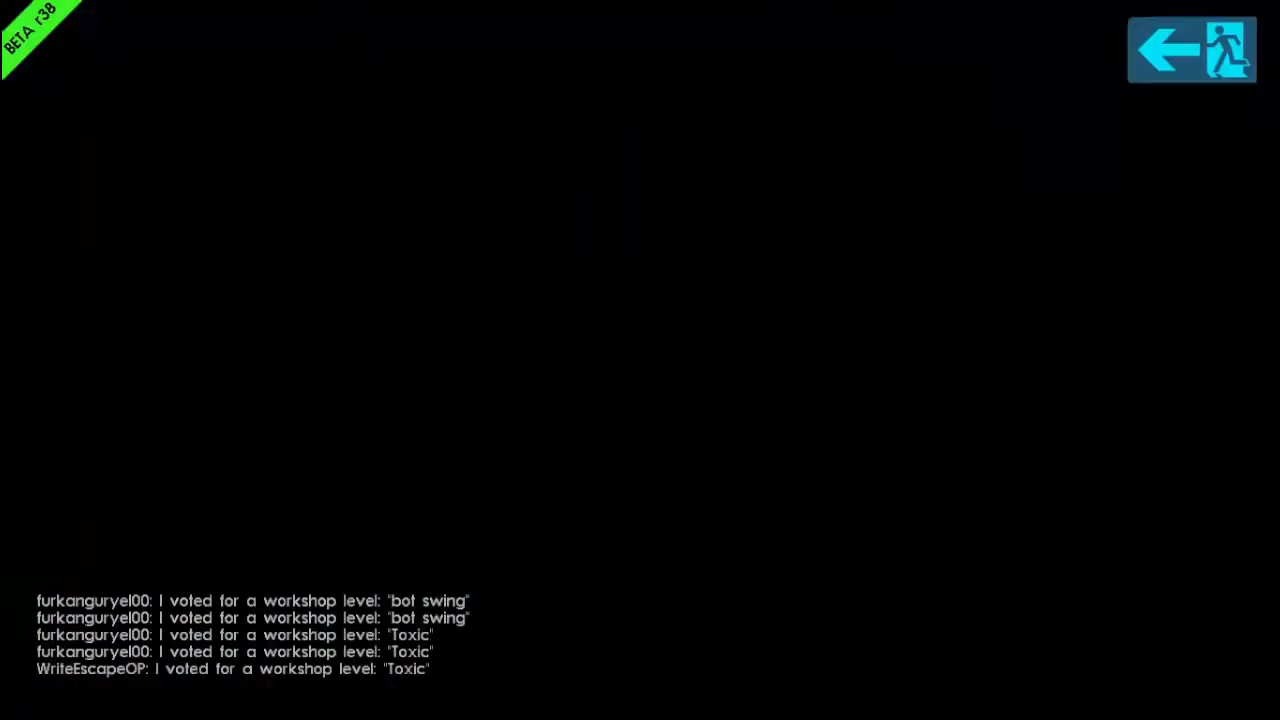 BETA r38
furkanguryel00: I voted for a workshop level: "bot swing"
furkanguryel00: I voted for a workshop level: "bot swing"
furkanguryel00: I voted for a workshop level: "Toxic"
furkanguryel00: I voted for a workshop level: "Toxic"
WriteEscapeOP: I voted for a workshop level: "Toxic"